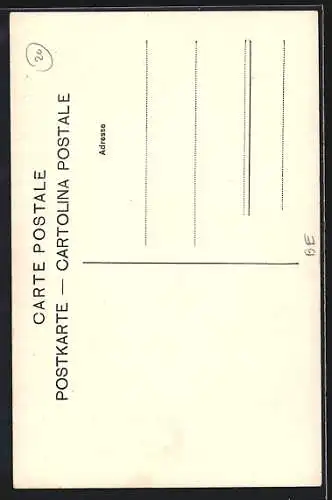 CARTE POSTALE
POSTKARTE — CARTOLINA POSTALE
Adresse
20
BE